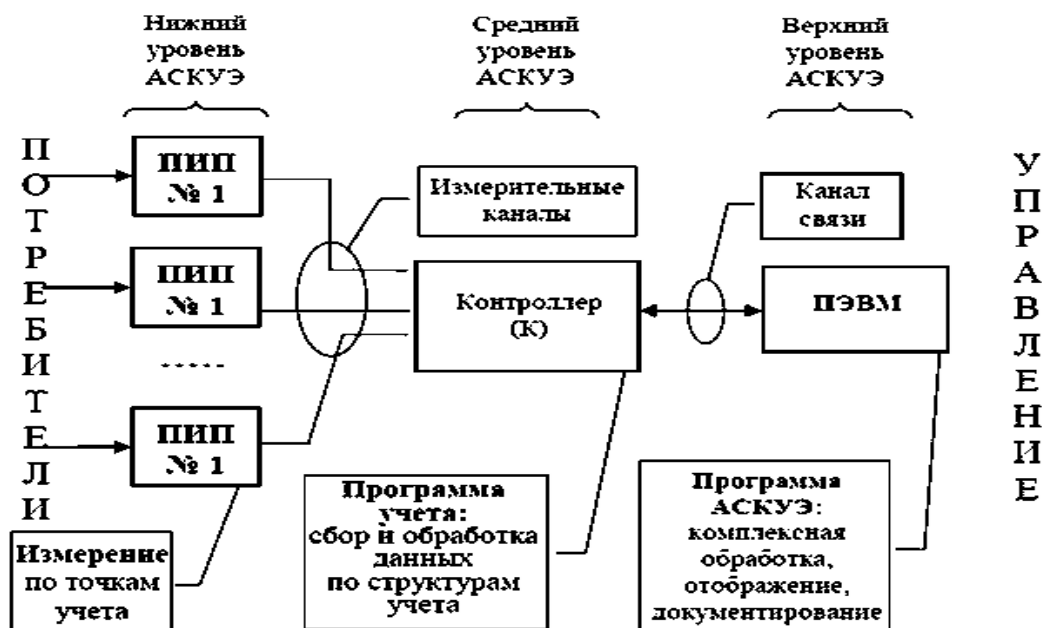 Нижний
уровень
АСКУЭ
Средний
уровень
АСКУЭ
Верхний
уровень
АСКУЭ
ПОТРЕБИТЕЛИ
ПИП
№ 1
Измерительные
каналы
Канал
связи
УПРАВЛЕНИЕ
ПИП
№ 1
Контроллер
(К)
ПЭВМ
.....
ПИП
№ 1
Измерение
по точкам
учета
Программа
учета:
сбор и обработка
данных
по структурам
учета
Программа
АСКУЭ:
комплексная
обработка,
отображение,
документирование